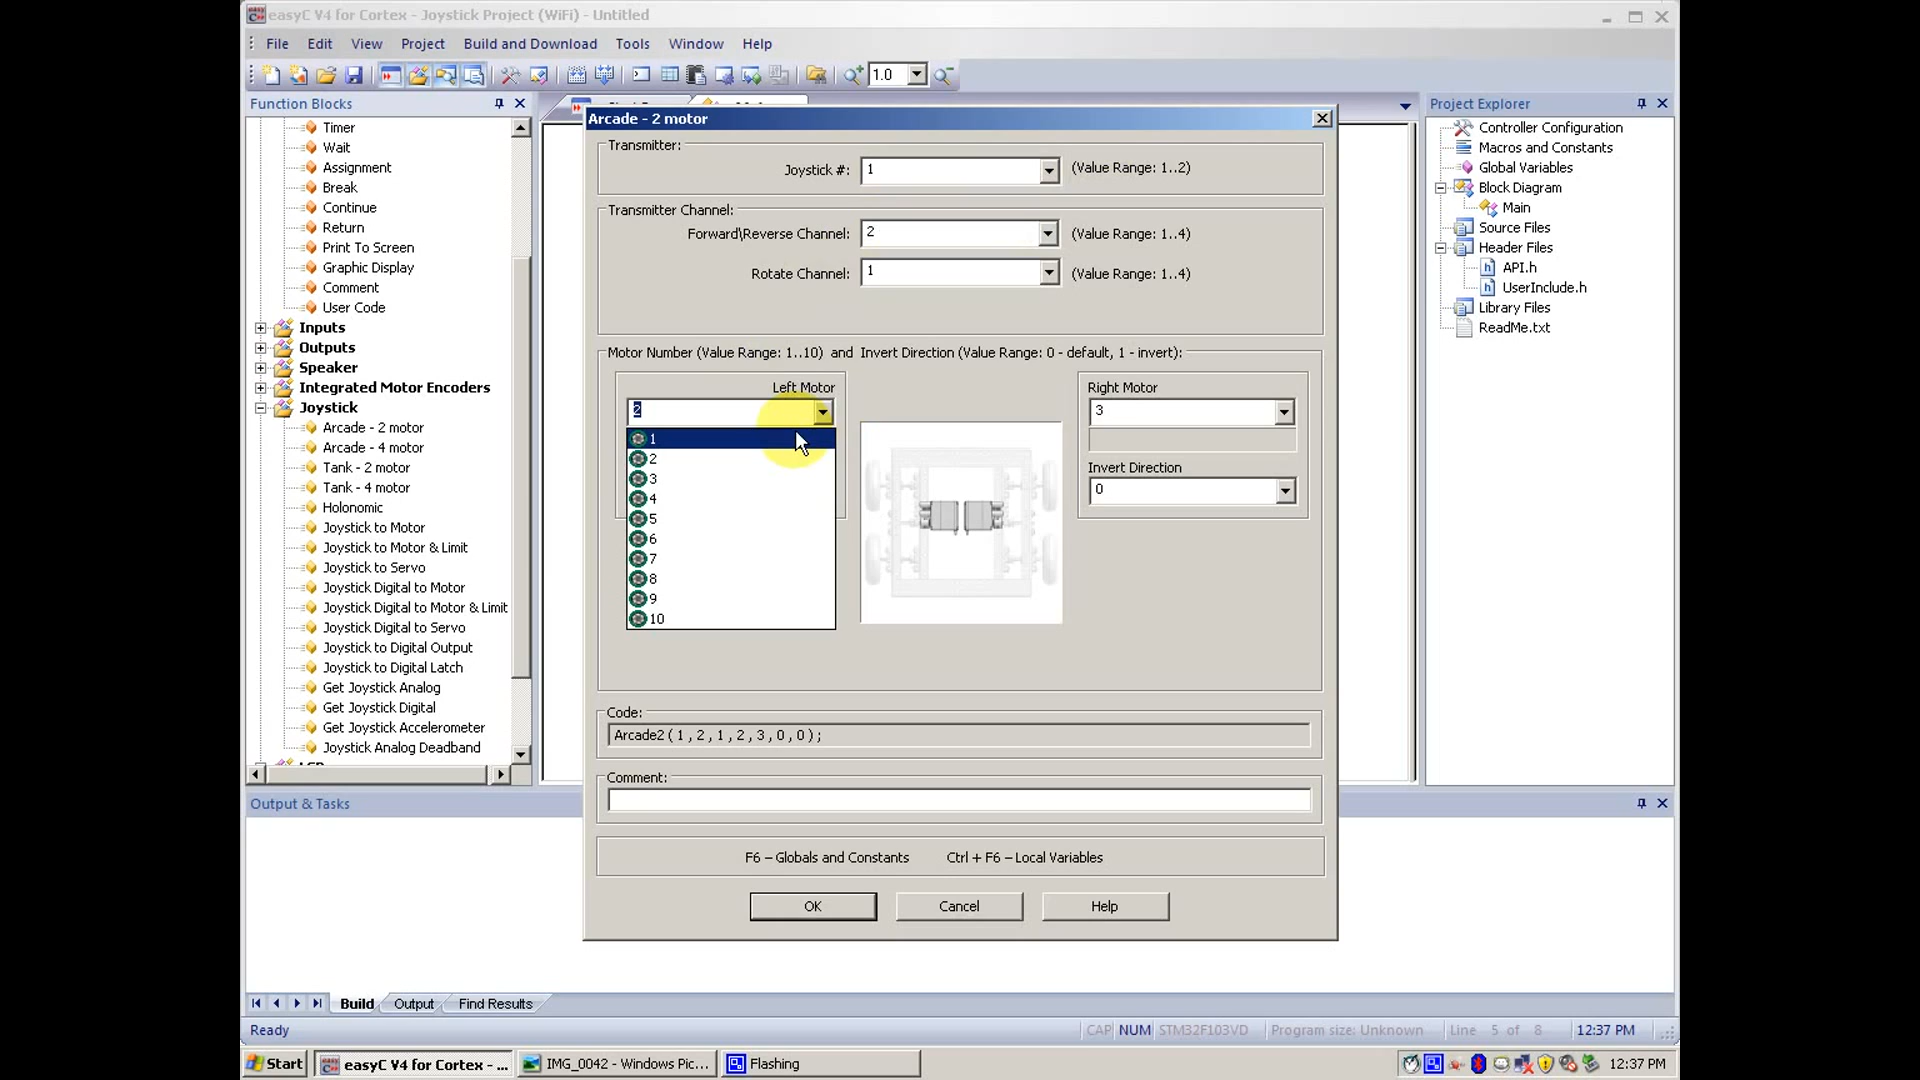 easyC V4 for Cortex - Joystick Project (WiFi) - Untitled
File Edit View Project Build and Download Tools Window Help
1.0
Function Blocks
Timer
Wait
Assignment
Break
Continue
Return
Print To Screen
Graphic Display
Comment
User Code
Inputs
Outputs
Speaker
Integrated Motor Encoders
Joystick
Arcade - 2 motor
Arcade - 4 motor
Tank - 2 motor
Tank - 4 motor
Holonomic
Joystick to Motor
Joystick to Motor & Limit
Joystick to Servo
Joystick Digital to Motor
Joystick Digital to Motor & Limit
Joystick Digital to Servo
Joystick to Digital Output
Joystick to Digital Latch
Get Joystick Analog
Get Joystick Digital
Get Joystick Accelerometer
Joystick Analog Deadband
Arcade - 2 motor
Transmitter:
Joystick #: 1 (Value Range: 1..2)
Transmitter Channel:
Forward\Reverse Channel: 2 (Value Range: 1..4)
Rotate Channel: 1 (Value Range: 1..4)
Motor Number (Value Range: 1..10) and Invert Direction (Value Range: 0 - default, 1 - invert):
Left Motor
2
1
2
3
4
5
6
7
8
9
10
Right Motor
3
Invert Direction
0
Code:
Arcade2 ( 1 , 2 , 1 , 2 , 3 , 0 , 0 ) ;
Comment:
F6 – Globals and Constants Ctrl + F6 – Local Variables
OK Cancel Help
Project Explorer
Controller Configuration
Macros and Constants
Global Variables
Block Diagram
Main
Source Files
Header Files
API.h
UserInclude.h
Library Files
ReadMe.txt
Output & Tasks
Build Output Find Results
Ready CAP NUM STM32F103VD Program size: Unknown Line 5 of 8 12:37 PM
Start easyC V4 for Cortex - ... IMG_0042 - Windows Pic... Flashing 12:37 PM